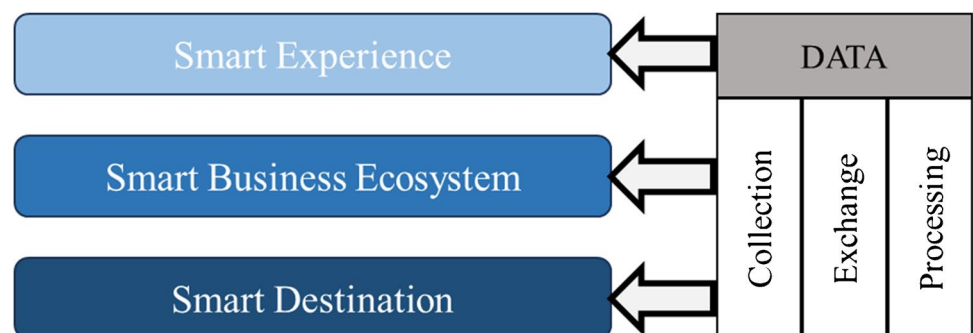 Smart Experience
DATA
Smart Business Ecosystem
Smart Destination
Collection
Exchange
Processing